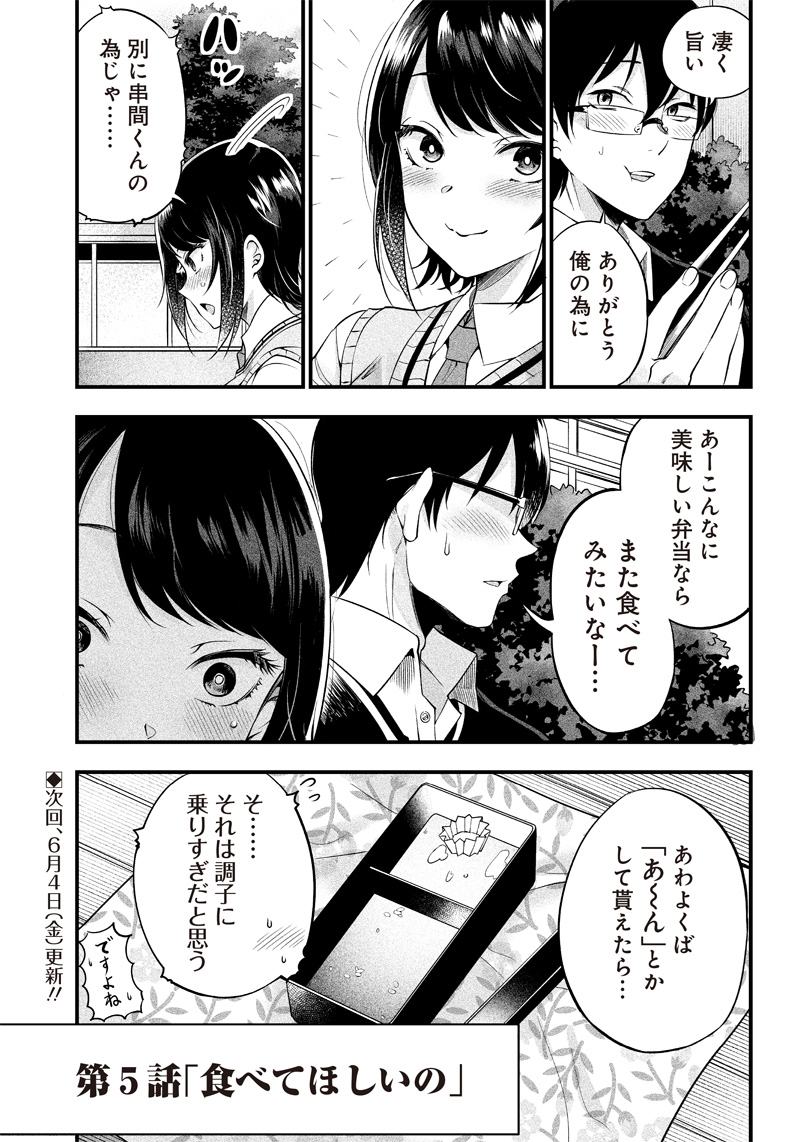 凄く
旨い
ありがとう
俺の為に
ハッ
別に串間くんの
為じゃ……
あーこんなに
美味しい弁当なら
また食べて
みたいなー…
あわよくば
「あ〜ん」とか
して貰えたら…
そ……
それは調子に
乗りすぎだと思う
ですよね
◆次回、6月4日(金)更新!!
第5話「食べてほしいの」